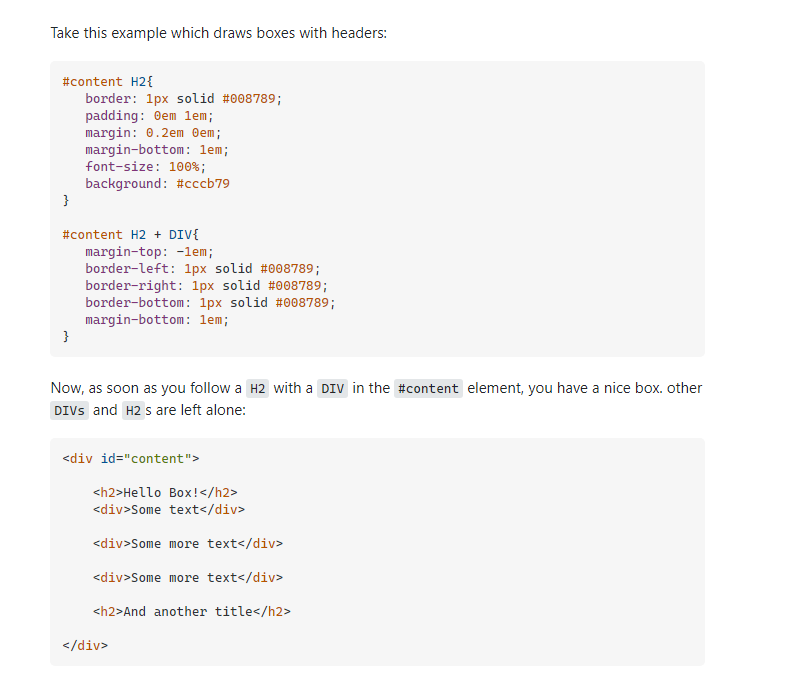 Take this example which draws boxes with headers:
#content H2{
border: 1px solid #008789;
padding: 0em 1em;
margin: 0.2em 0em;
margin-bottom: 1em;
font-size: 100%;
background: #cccb79
}
#content H2 + DIV{
margin-top: -1em;
border-left: 1px solid #008789;
border-right: 1px solid #008789;
border-bottom: 1px solid #008789;
margin-bottom: 1em;
}
Now, as soon as you follow a H2 with a DIV in the #content element, you have a nice box. other
DIVs and H2 s are left alone:
<div id="content">
<h2>Hello Box!</h2>
<div>Some text</div>
<div>Some more text</div>
<div>Some more text</div>
<h2>And another title</h2>
</div>